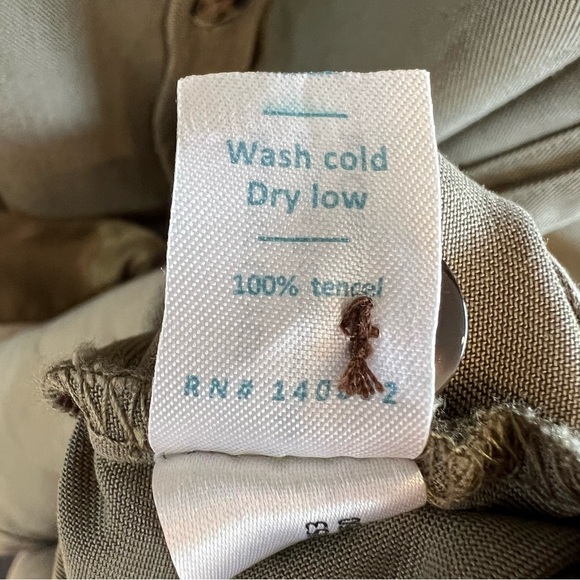 Wash cold
Dry low
100% tencel
RN#